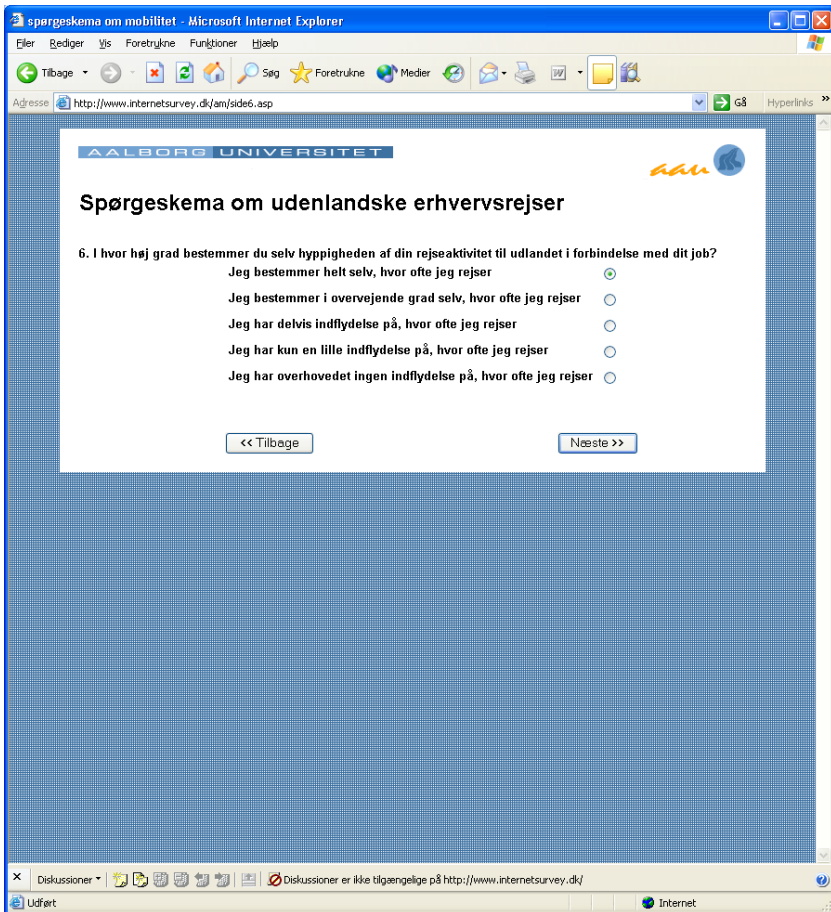 spørgeskema om mobilitet - Microsoft Internet Explorer
Filer Rediger Vis Foretrukne Funktioner Hjælp
Tilbage Søg Foretrukne Medier
Adresse http://www.internetsurvey.dk/am/side6.asp Gå Hyperlinks »
AALBORG UNIVERSITET
aau
Spørgeskema om udenlandske erhvervsrejser
6. I hvor høj grad bestemmer du selv hyppigheden af din rejseaktivitet til udlandet i forbindelse med dit job?
Jeg bestemmer helt selv, hvor ofte jeg rejser
Jeg bestemmer i overvejende grad selv, hvor ofte jeg rejser
Jeg har delvis indflydelse på, hvor ofte jeg rejser
Jeg har kun en lille indflydelse på, hvor ofte jeg rejser
Jeg har overhovedet ingen indflydelse på, hvor ofte jeg rejser
<< Tilbage Næste >>
Diskussioner Diskussioner er ikke tilgængelige på http://www.internetsurvey.dk/
Udført Internet